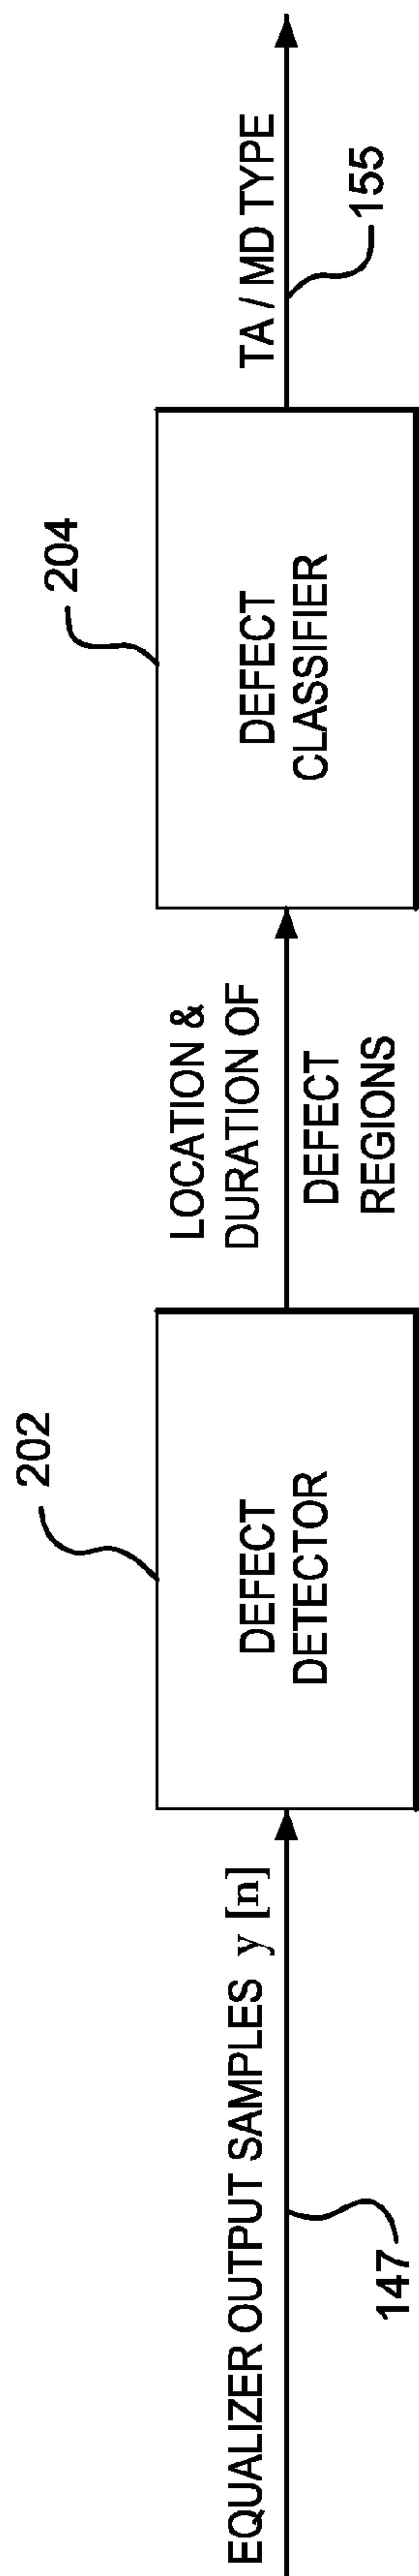 EQUALIZER OUTPUT SAMPLES y [n]
147
202
DEFECT
DETECTOR
LOCATION &
DURATION OF
DEFECT
REGIONS
204
DEFECT
CLASSIFIER
TA / MD TYPE
155